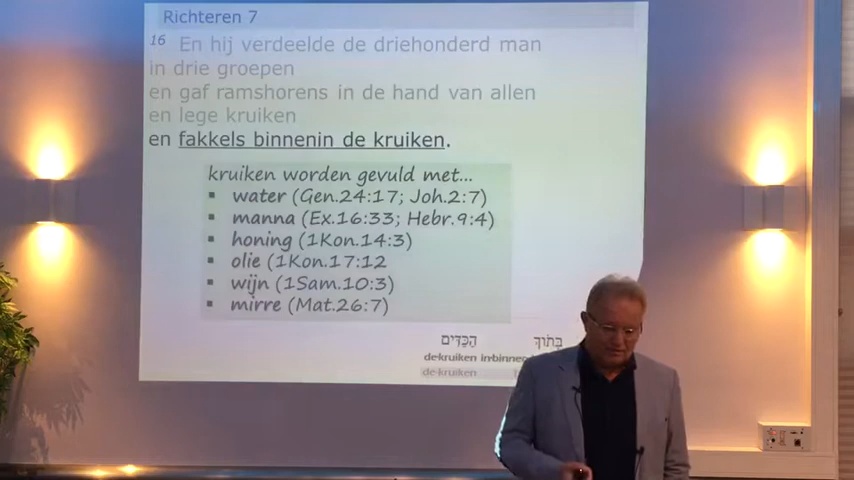 Richteren 7
16 En hij verdeelde de driehonderd man
in drie groepen
en gaf ramshorens in de hand van allen
en lege kruiken
en fakkels binnenin de kruiken.
kruiken worden gevuld met...
▪ water (Gen.24:17; Joh.2:7)
▪ manna (Ex.16:33; Hebr.9:4)
▪ honing (1Kon.14:3)
▪ olie (1Kon.17:12
▪ wijn (1Sam.10:3)
▪ mirre (Mat.26:7)
בְּתוֹךְ הַכַּדִּים
de-kruiken in-binnen
de-kruiken